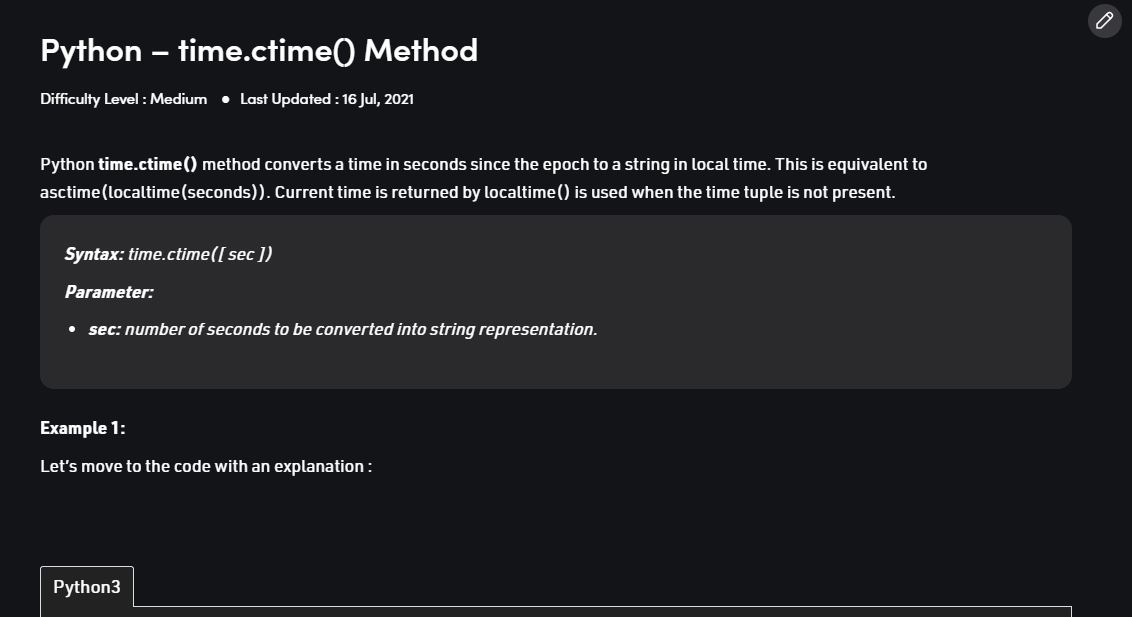 Python – time.ctime() Method
Difficulty Level : Medium ● Last Updated : 16 Jul, 2021
Python time.ctime() method converts a time in seconds since the epoch to a string in local time. This is equivalent to
asctime(localtime(seconds)). Current time is returned by localtime() is used when the time tuple is not present.
Syntax: time.ctime([ sec ])
Parameter:
• sec: number of seconds to be converted into string representation.
Example 1:
Let’s move to the code with an explanation :
Python3